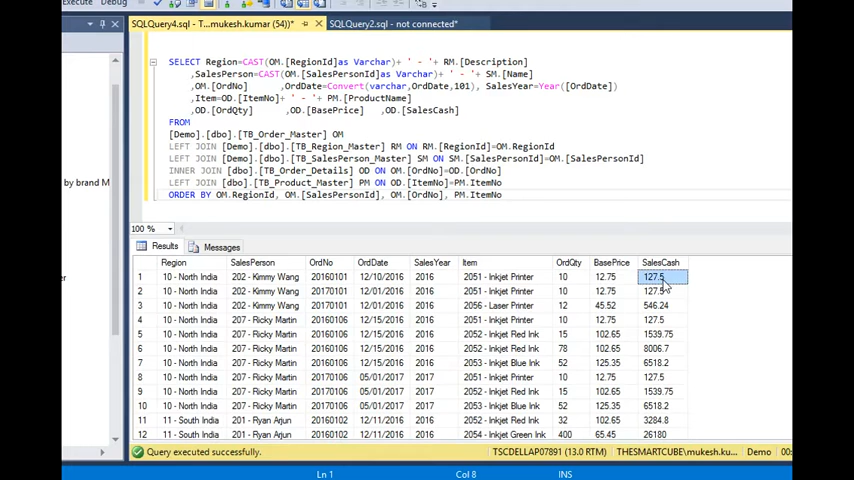 Execute Debug
SQLQuery4.sql - T...mukesh.kumar (54))* SQLQuery2.sql - not connected*
SELECT Region=CAST(OM.[RegionId]as Varchar)+ ' - '+ RM.[Description]
,SalesPerson=CAST(OM.[SalesPersonId]as Varchar)+ ' - '+ SM.[Name]
,OM.[OrdNo] ,OrdDate=Convert(varchar,OrdDate,101), SalesYear=Year([OrdDate])
,Item=OD.[ItemNo]+ ' - '+ PM.[ProductName]
,OD.[OrdQty] ,OD.[BasePrice] ,OD.[SalesCash]
FROM
[Demo].[dbo].[TB_Order_Master] OM
LEFT JOIN [Demo].[dbo].[TB_Region_Master] RM ON RM.[RegionId]=OM.RegionId
by brand M
LEFT JOIN [Demo].[dbo].[TB_SalesPerson_Master] SM ON SM.[SalesPersonId]=OM.[SalesPersonId]
INNER JOIN [dbo].[TB_Order_Details] OD ON OD.[OrdNo]=OM.[OrdNo]
LEFT JOIN [dbo].[TB_Product_Master] PM ON OD.[ItemNo]=PM.ItemNo
ORDER BY OM.RegionId, OM.[SalesPersonId], OM.[OrdNo], PM.ItemNo
100 %
Results Messages
Region SalesPerson OrdNo OrdDate SalesYear Item OrdQty BasePrice SalesCash
1 10 - North India 202 - Kimmy Wang 20160101 12/10/2016 2016 2051 - Inkjet Printer 10 12.75 127.5
2 10 - North India 202 - Kimmy Wang 20160101 12/01/2016 2016 2051 - Inkjet Printer 10 12.75 127.5
3 10 - North India 202 - Kimmy Wang 20160101 12/01/2016 2016 2056 - Laser Printer 12 45.52 546.24
4 10 - North India 207 - Ricky Martin 20160106 12/15/2016 2016 2051 - Inkjet Printer 10 12.75 127.5
5 10 - North India 207 - Ricky Martin 20160106 12/15/2016 2016 2052 - Inkjet Red Ink 15 102.65 1539.75
6 10 - North India 207 - Ricky Martin 20160106 12/15/2016 2016 2052 - Inkjet Red Ink 78 102.65 8006.7
7 10 - North India 207 - Ricky Martin 20160106 12/15/2016 2016 2053 - Inkjet Blue Ink 52 125.35 6518.2
8 10 - North India 207 - Ricky Martin 20170106 05/01/2017 2017 2051 - Inkjet Printer 10 12.75 127.5
9 10 - North India 207 - Ricky Martin 20170106 05/01/2017 2017 2052 - Inkjet Red Ink 15 102.65 1539.75
10 10 - North India 207 - Ricky Martin 20170106 05/01/2017 2017 2053 - Inkjet Blue Ink 52 125.35 6518.2
11 11 - South India 201 - Ryan Arjun 20160102 12/11/2016 2016 2052 - Inkjet Red Ink 32 102.65 3284.8
12 11 - South India 201 - Ryan Arjun 20160102 12/11/2016 2016 2054 - Inkjet Green Ink 400 65.45 26180
Query executed successfully. TSCDELLAP07891 (13.0 RTM) THESMARTCUBE\mukesh.ku... Demo 00:
Ln 1 Col 8 INS